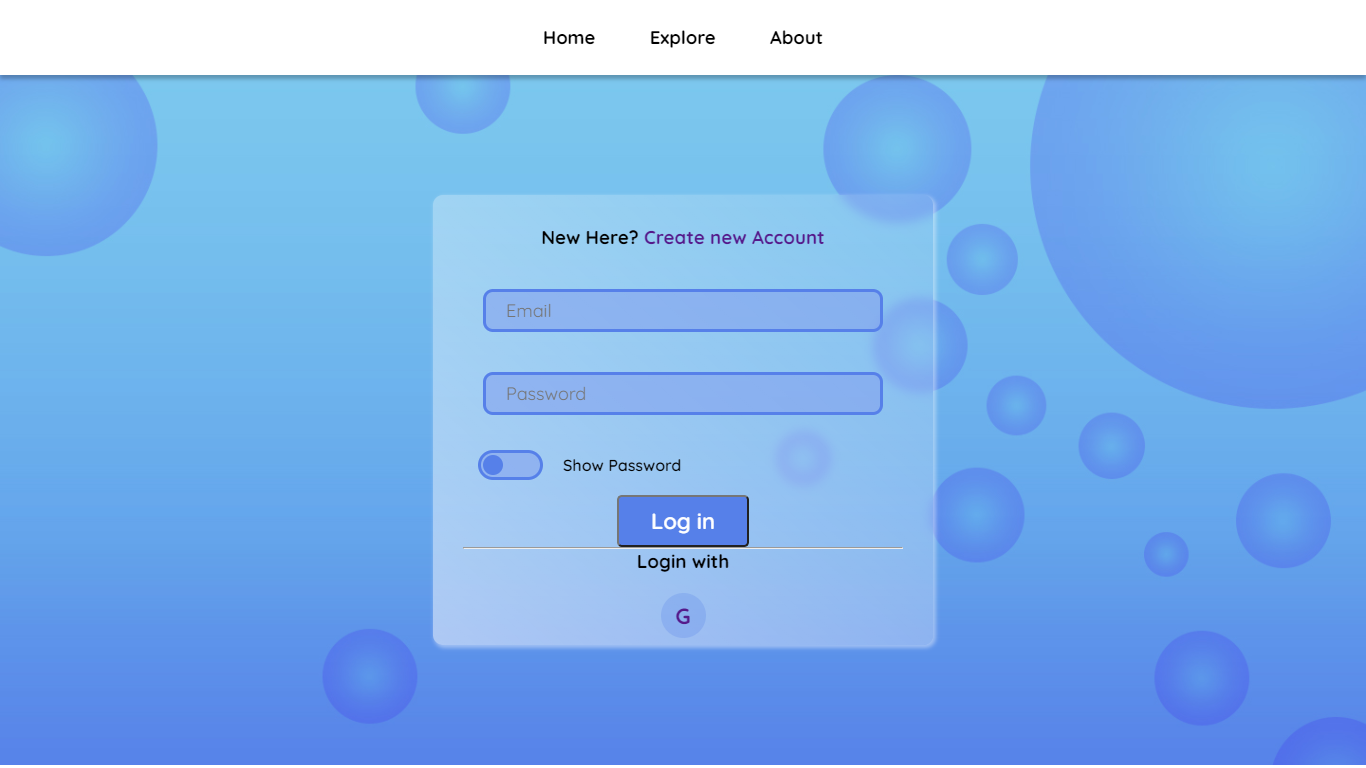 Home Explore About
New Here? Create new Account
Email
Password
Show Password
Log in
Login with
G